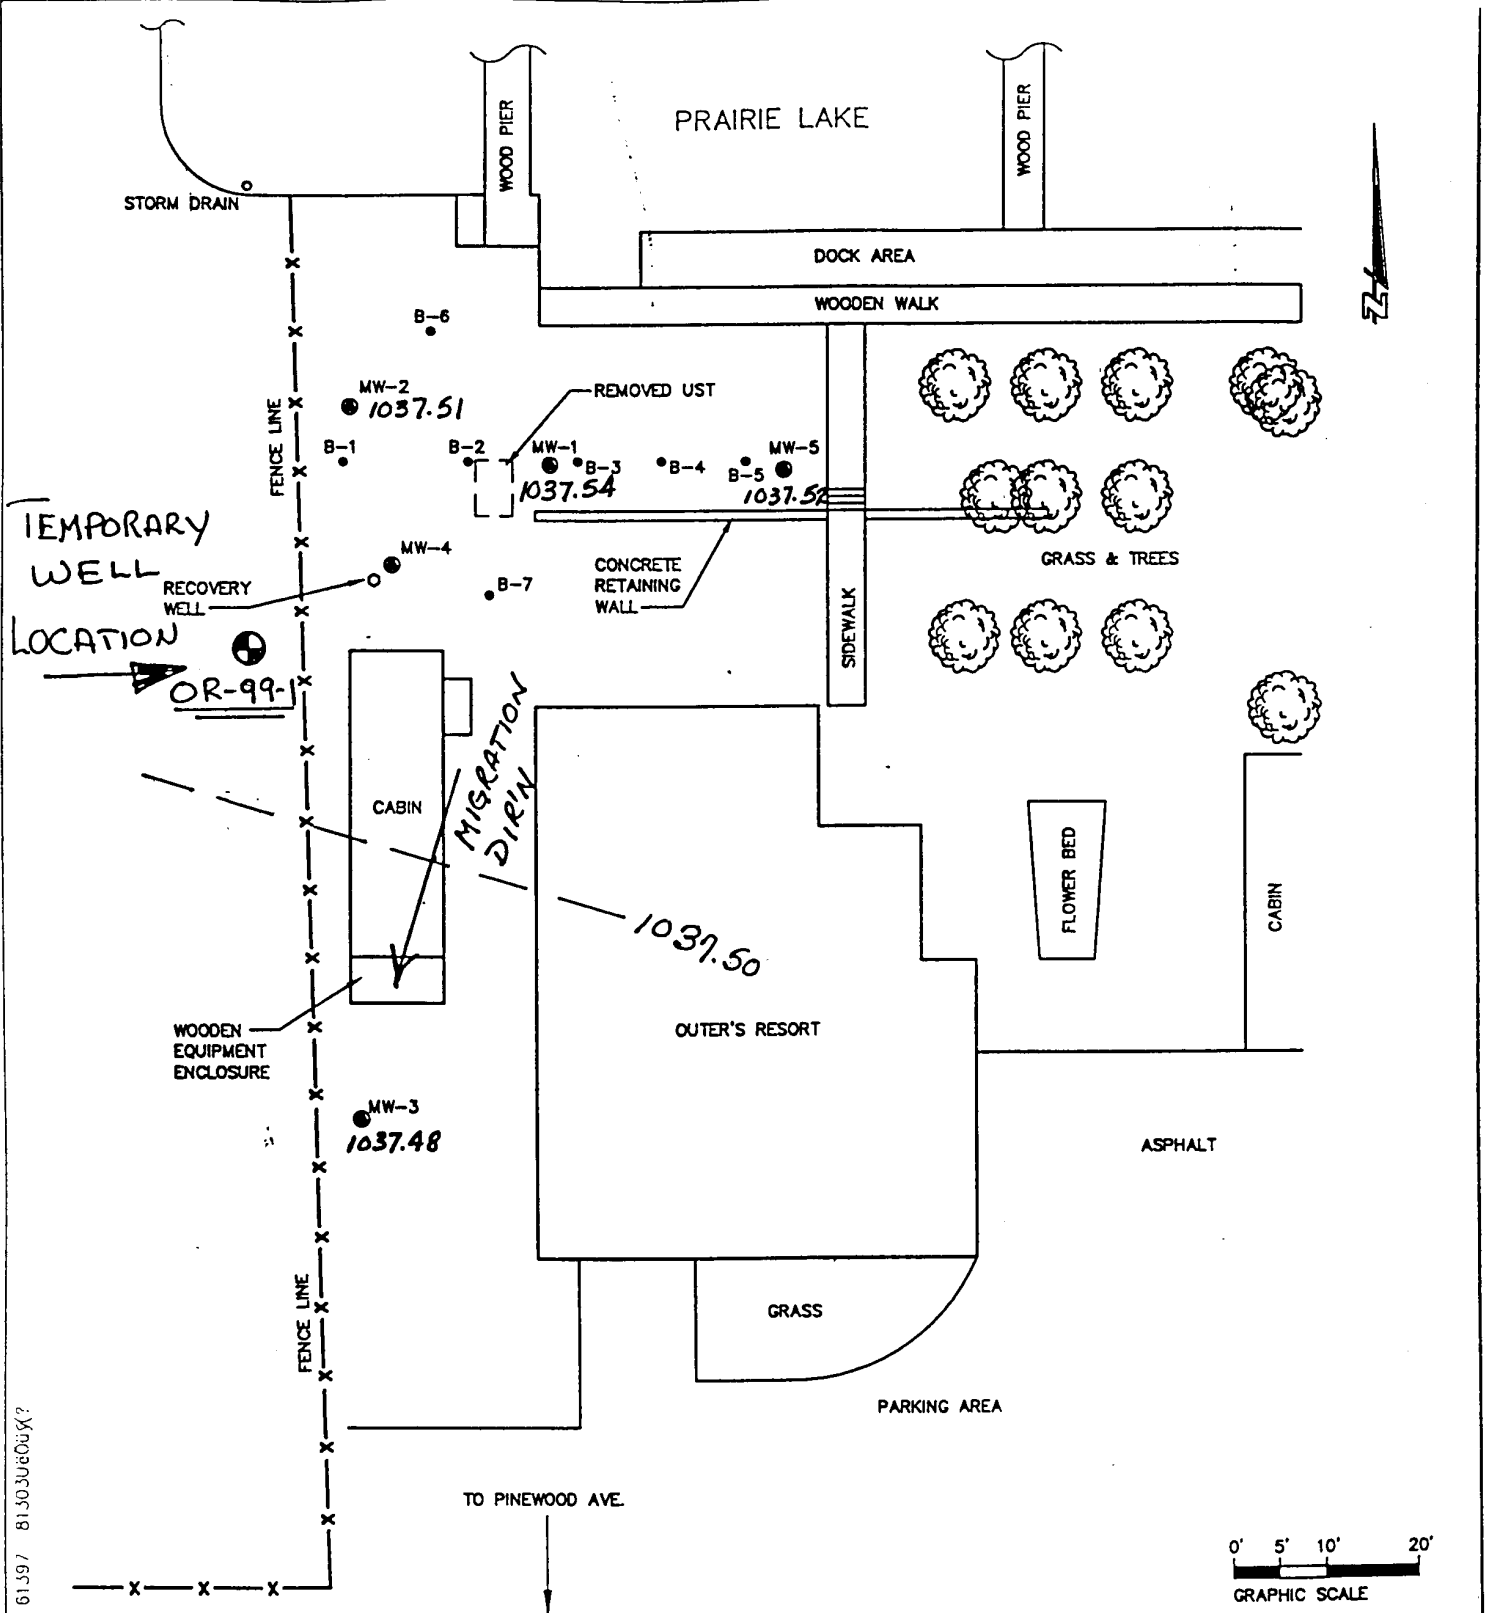 PRAIRIE LAKE
WOOD PIER
WOOD PIER
STORM DRAIN
DOCK AREA
WOODEN WALK
B-6
MW-2
1037.51
REMOVED UST
FENCE LINE
B-1
B-2
MW-1
B-3
B-4
B-5
MW-5
1037.54
1037.52
TEMPORARY
WELL
LOCATION
RECOVERY
WELL
MW-4
B-7
CONCRETE
RETAINING
WALL
SIDEWALK
GRASS & TREES
OR-99-1
MIGRATION
DIR'N
CABIN
1037.50
FLOWER BED
CABIN
OUTER'S RESORT
WOODEN
EQUIPMENT
ENCLOSURE
MW-3
1037.48
ASPHALT
FENCE LINE
GRASS
PARKING AREA
TO PINEWOOD AVE.
N
0' 5' 10' 20'
GRAPHIC SCALE
61397